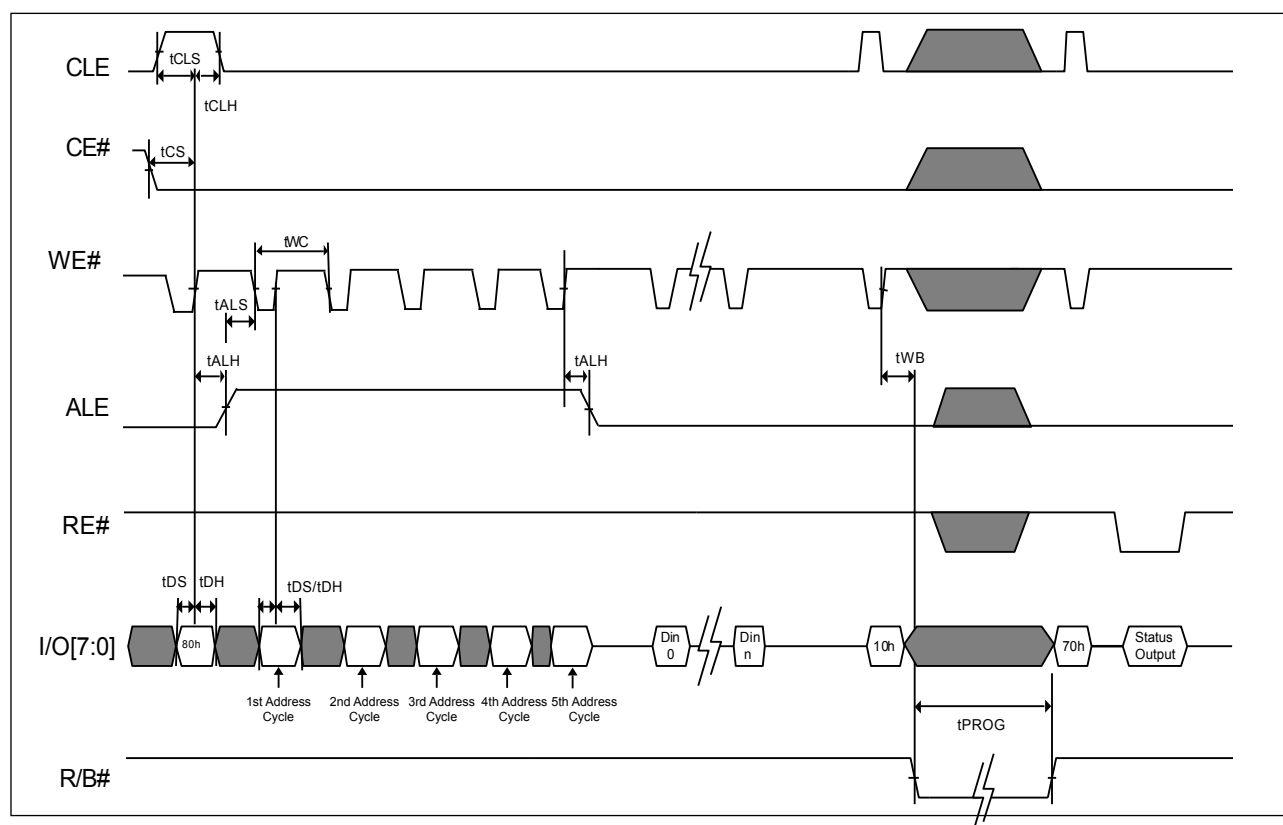 CLE
tCLS
tCLH
CE#
tCS
WE#
tWC
tALS
tALH
tALH
tWB
ALE
RE#
tDS
tDH
tDS/tDH
I/O[7:0]
80h
Din
0
Din
n
10h
70h
Status
Output
1st Address
Cycle
2nd Address
Cycle
3rd Address
Cycle
4th Address
Cycle
5th Address
Cycle
tPROG
R/B#